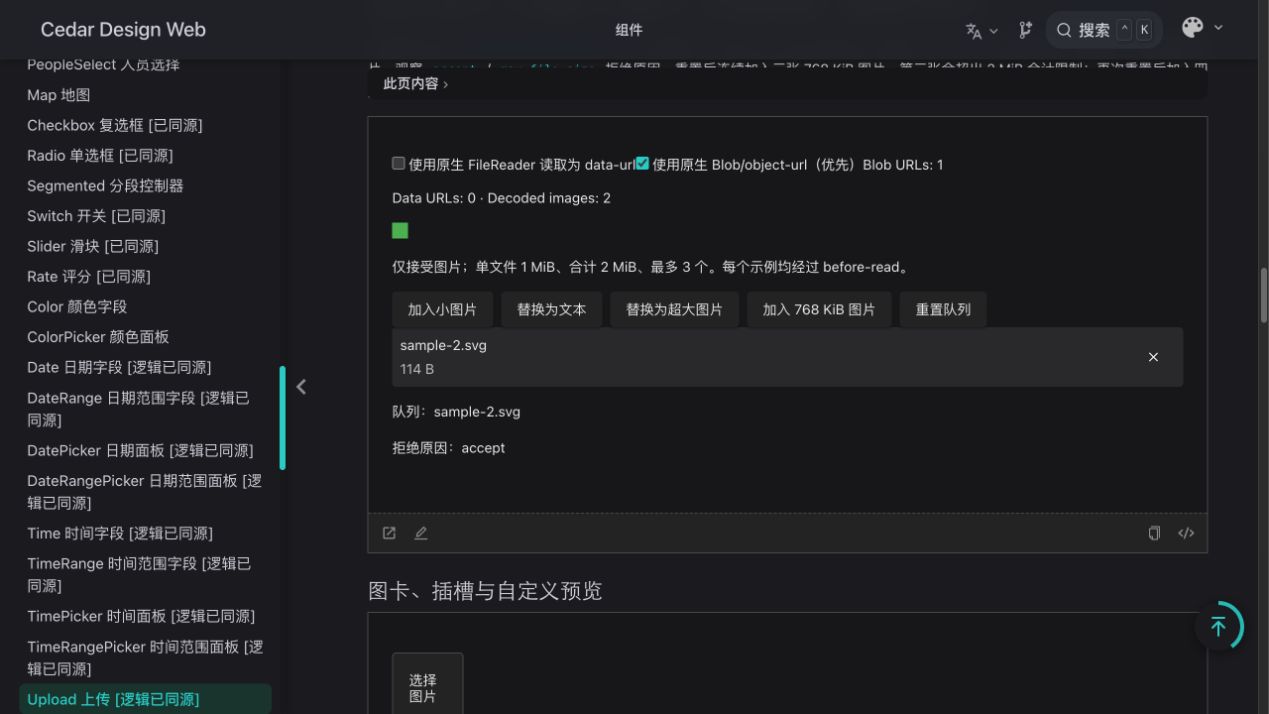 Cedar Design Web
组件
搜索 ^ K
PeopleSelect 人员选择
Map 地图
Checkbox 复选框 [已同源]
Radio 单选框 [已同源]
Segmented 分段控制器
Switch 开关 [已同源]
Slider 滑块 [已同源]
Rate 评分 [已同源]
Color 颜色字段
ColorPicker 颜色面板
Date 日期字段 [逻辑已同源]
DateRange 日期范围字段 [逻辑已
同源]
DatePicker 日期面板 [逻辑已同源]
DateRangePicker 日期范围面板 [逻
辑已同源]
Time 时间字段 [逻辑已同源]
TimeRange 时间范围字段 [逻辑已
同源]
TimePicker 时间面板 [逻辑已同源]
TimeRangePicker 时间范围面板 [逻
辑已同源]
Upload 上传 [逻辑已同源]
此页内容 ›
使用原生 FileReader 读取为 data-url 使用原生 Blob/object-url（优先）Blob URLs: 1
Data URLs: 0 · Decoded images: 2
仅接受图片；单文件 1 MiB、合计 2 MiB、最多 3 个。每个示例均经过 before-read。
加入小图片 替换为文本 替换为超大图片 加入 768 KiB 图片 重置队列
sample-2.svg
114 B
队列：sample-2.svg
拒绝原因：accept
图卡、插槽与自定义预览
选择
图片